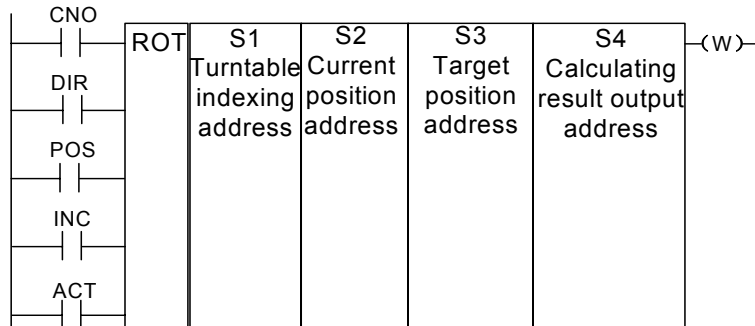 CNO
ROT
S1
Turntable
indexing
address
S2
Current
position
address
S3
Target
position
address
S4
Calculating
result output
address
(W)
DIR
POS
INC
ACT